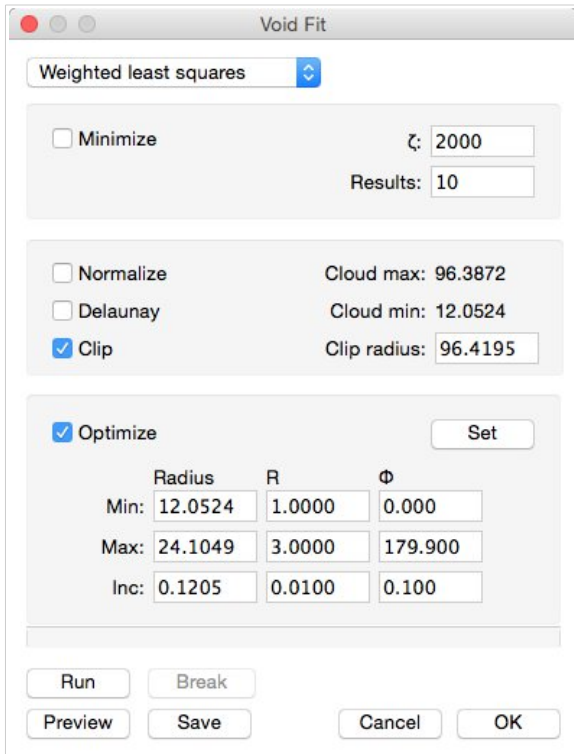 Void Fit
Weighted least squares
Minimize ζ: 2000
Results: 10
Normalize Cloud max: 96.3872
Delaunay Cloud min: 12.0524
Clip Clip radius: 96.4195
Optimize Set
Radius R Φ
Min: 12.0524 1.0000 0.000
Max: 24.1049 3.0000 179.900
Inc: 0.1205 0.0100 0.100
Run Break
Preview Save Cancel OK